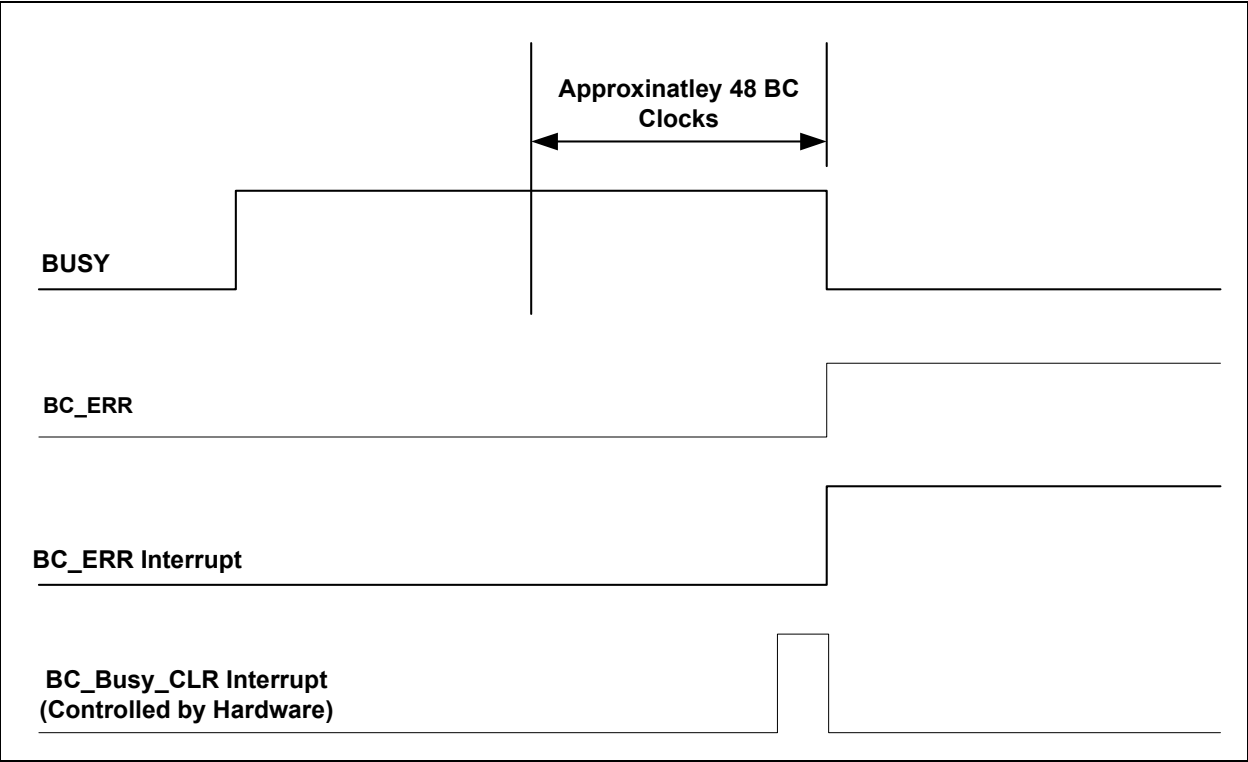 Approxinatley 48 BC
Clocks
BUSY
BC_ERR
BC_ERR Interrupt
BC_Busy_CLR Interrupt
(Controlled by Hardware)